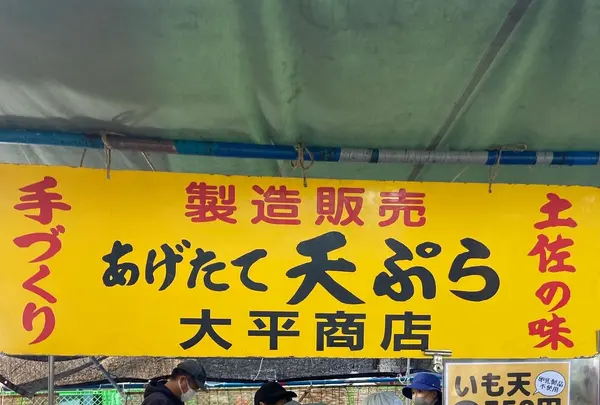 手づくり
製造販売
あげたて天ぷら
大平商店
土佐の味
いも天